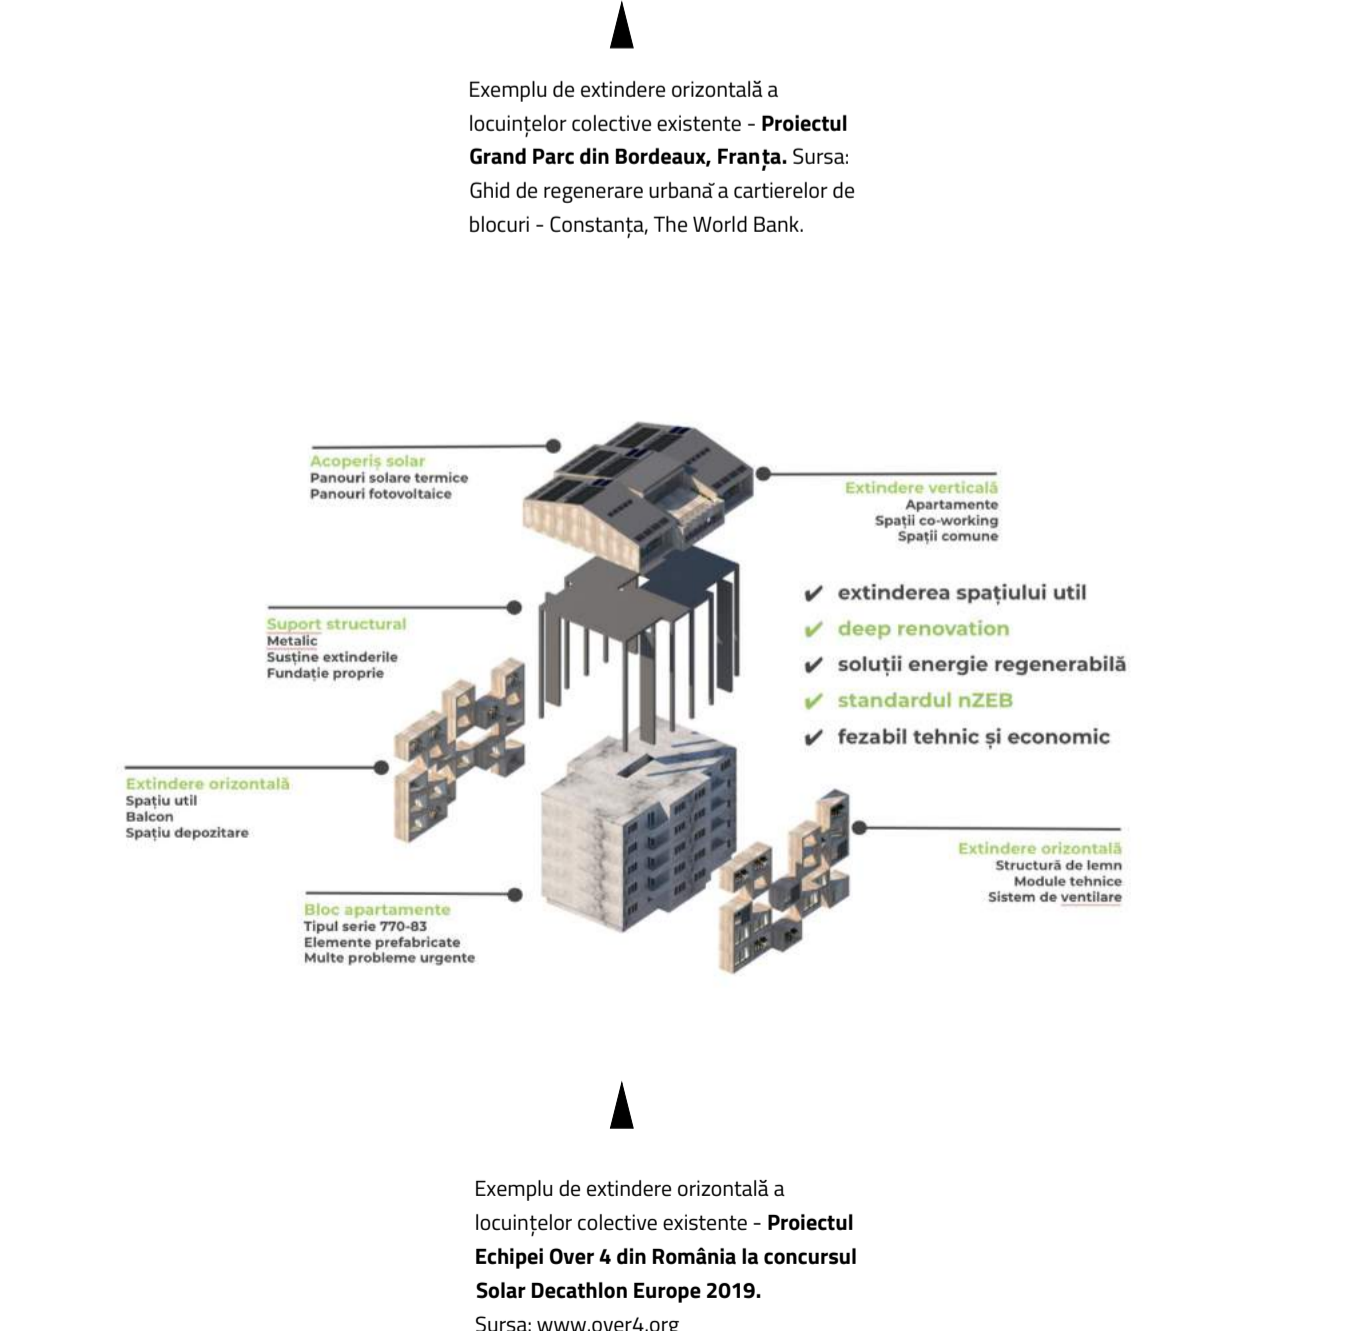 Exemplu de extindere orizontală a
locuințelor colective existente - Proiectul
Grand Parc din Bordeaux, Franța. Sursa:
Ghid de regenerare urbană a cartierelor de
blocuri - Constanța, The World Bank.
Acoperiș solar
Panouri solare termice
Panouri fotovoltaice
Extindere verticală
Apartamente
Spații co-working
Spații comune
Suport structural
Metalic
Susține extinderile
Fundație proprie
✔ extinderea spațiului util
✔ deep renovation
✔ soluții energie regenerabilă
✔ standardul nZEB
✔ fezabil tehnic și economic
Extindere orizontală
Spațiu util
Balcon
Spațiu depozitare
Extindere orizontală
Structură de lemn
Module tehnice
Sistem de ventilare
Bloc apartamente
Tipul serie 770-83
Elemente prefabricate
Multe probleme urgente
Exemplu de extindere orizontală a
locuințelor colective existente - Proiectul
Echipei Over 4 din România la concursul
Solar Decathlon Europe 2019.
Sursa: www.over4.org